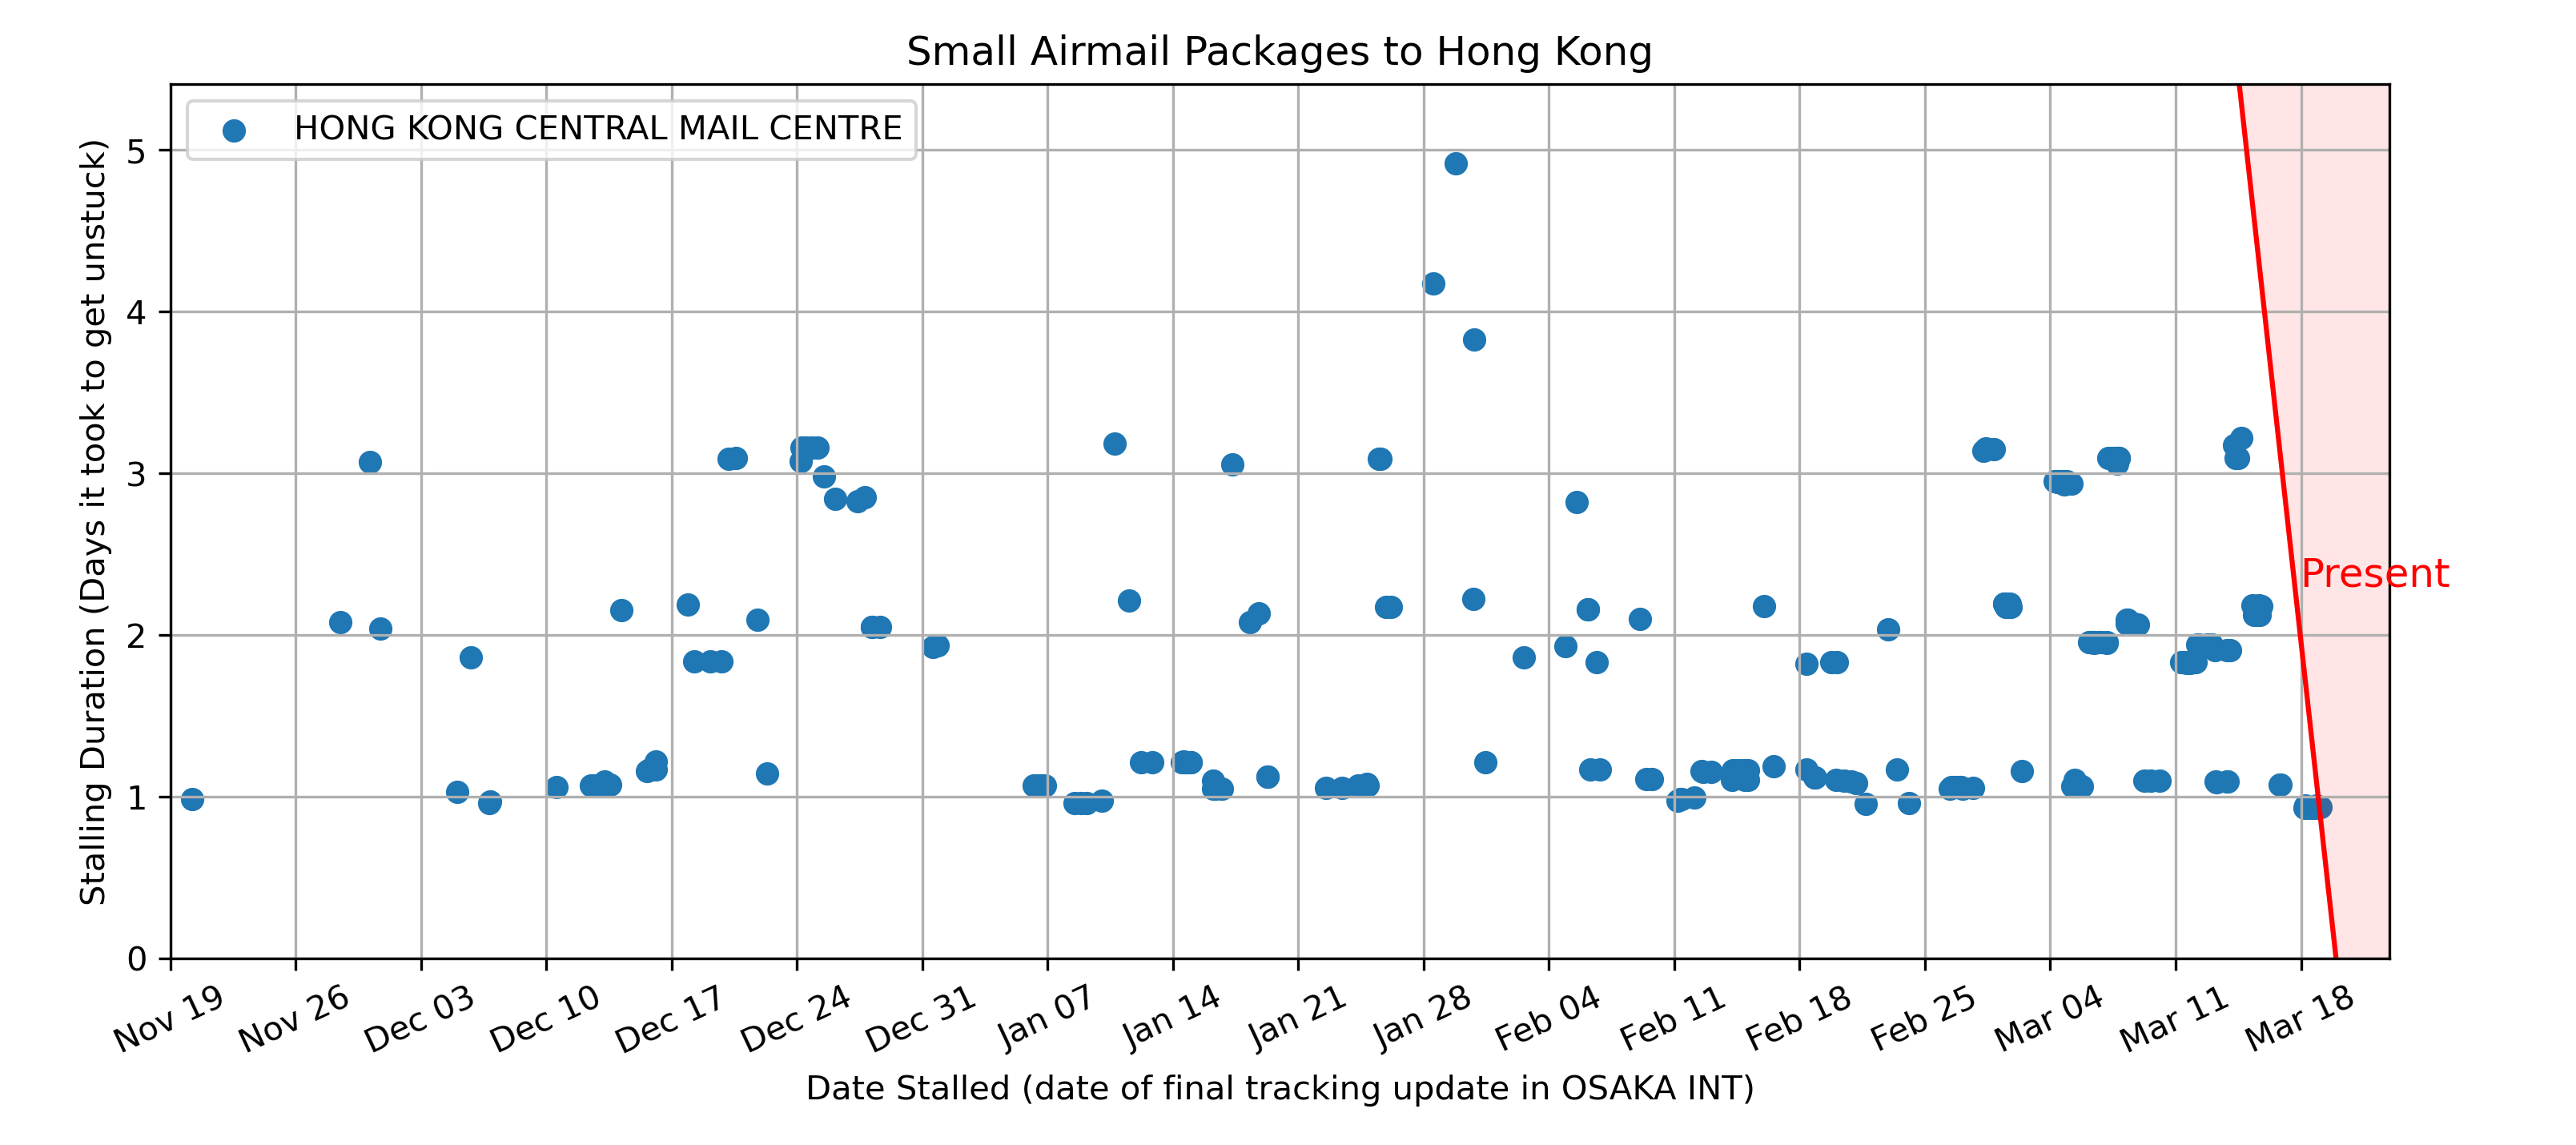 Small Airmail Packages to Hong Kong
HONG KONG CENTRAL MAIL CENTRE
Stalling Duration (Days it took to get unstuck)
5
4
3
2
1
0
Present
Nov 19
Nov 26
Dec 03
Dec 10
Dec 17
Dec 24
Dec 31
Jan 07
Jan 14
Jan 21
Jan 28
Feb 04
Feb 11
Feb 18
Feb 25
Mar 04
Mar 11
Mar 18
Date Stalled (date of final tracking update in OSAKA INT)